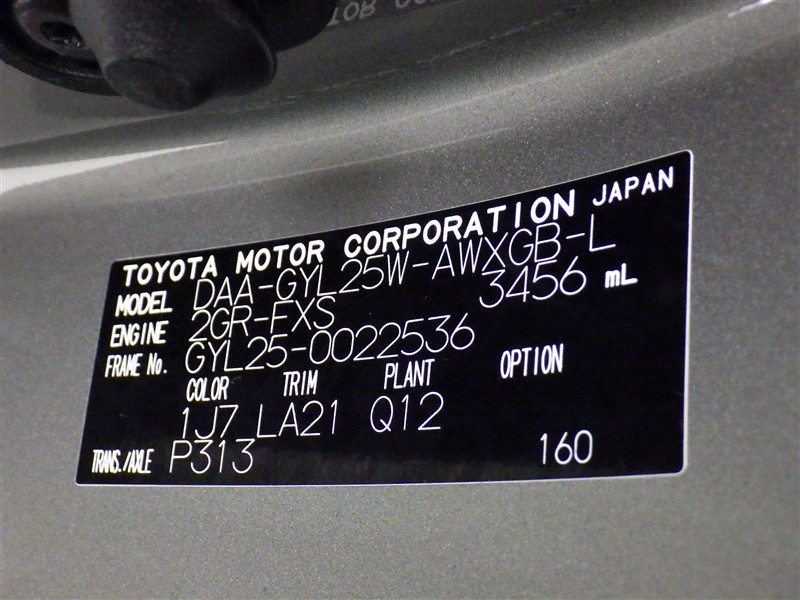 TOYOTA MOTOR CORPORATION JAPAN
MODEL DAA-GYL25W-AWXGB-L
ENGINE 2GR-FXS 3456 mL
FRAME No. GYL25-0022536
COLOR TRIM PLANT OPTION
1J7 LA21 Q12
TRANS./AXLE P313 160